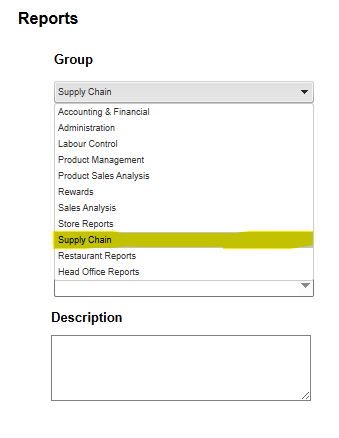 Reports
Group
Supply Chain
Accounting & Financial
Administration
Labour Control
Product Management
Product Sales Analysis
Rewards
Sales Analysis
Store Reports
Supply Chain
Restaurant Reports
Head Office Reports
Description